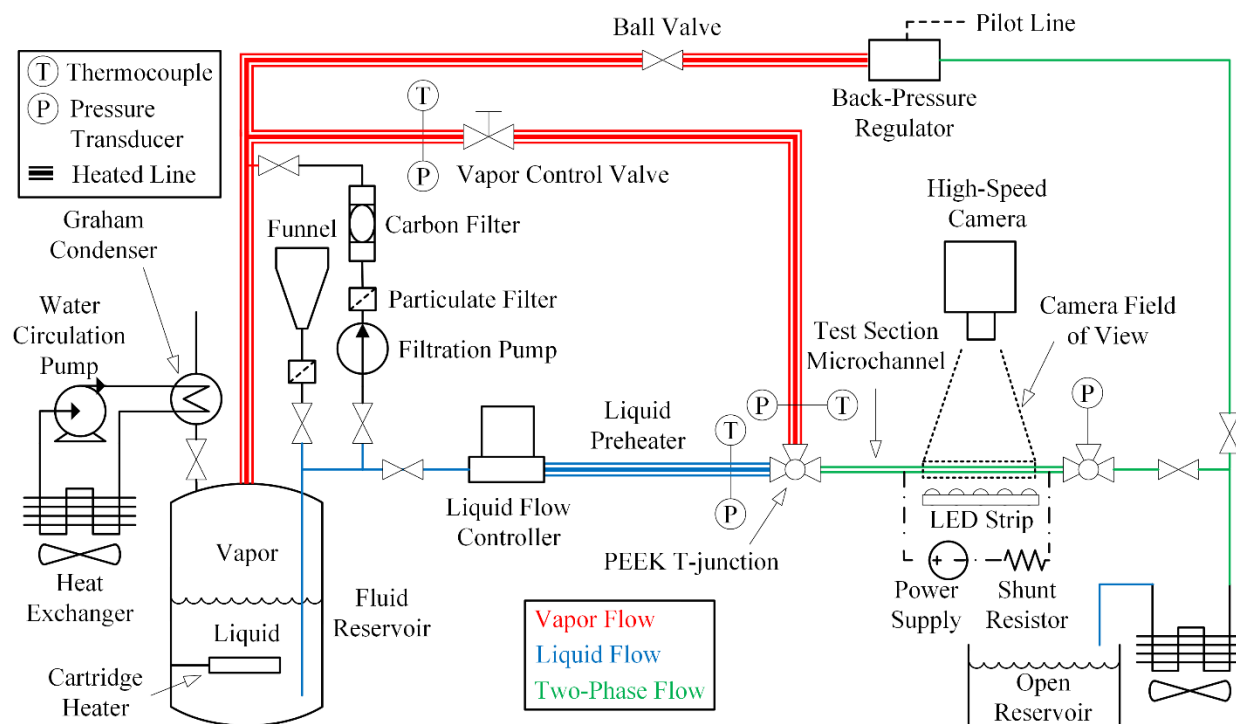 Ball Valve
Pilot Line
T Thermocouple
P Pressure
Transducer
Heated Line
Back-Pressure
Regulator
T
P
Vapor Control Valve
High-Speed
Camera
Graham
Condenser
Funnel
Carbon Filter
Water
Circulation
Pump
Particulate Filter
Filtration Pump
Test Section
Microchannel
Camera Field
of View
Liquid
Preheater
P
T
P
T
P
Liquid Flow
Controller
PEEK T-junction
LED Strip
Vapor
Heat
Exchanger
Fluid
Reservoir
Liquid
Cartridge
Heater
Power
Supply
Shunt
Resistor
Vapor Flow
Liquid Flow
Two-Phase Flow
Open
Reservoir